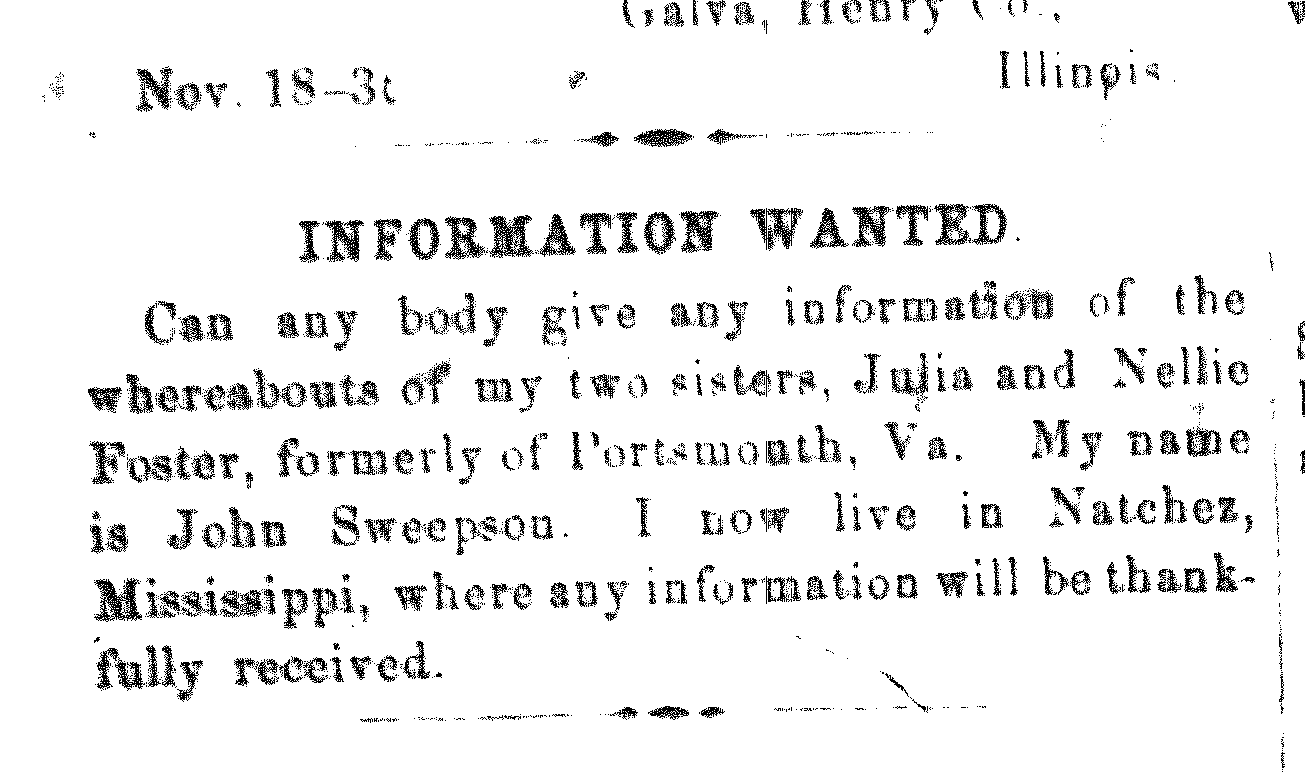 Galva, Henry Co.,
Illinois.
Nov. 18–3t
INFORMATION WANTED.
Can any body give any information of the
whereabouts of my two sisters, Julia and Nellie
Foster, formerly of Portsmouth, Va. My name
is John Sweepson. I now live in Natchez,
Mississippi, where any information will be thank-
fully received.